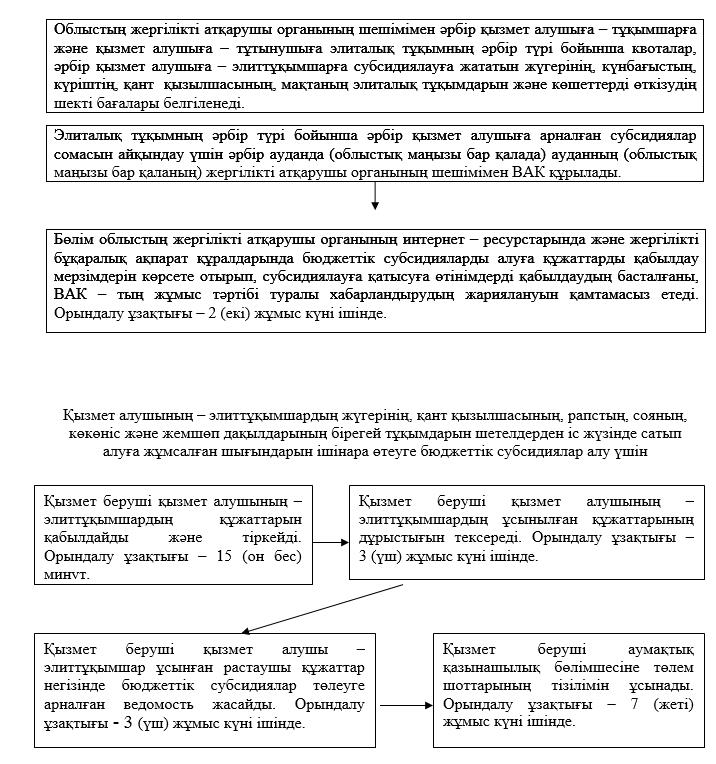 Облыстың жергілікті атқарушы органының шешімімен әрбір қызмет алушыға – тұқымшарға
және қызмет алушыға – тұтынушыға элиталық тұқымның әрбір түрі бойынша квоталар,
әрбір қызмет алушыға – элиттұқымшарға субсидиялауға жататын жүгерінің, күнбағыстың,
күріштің, қант қызылшасының, мақтаның элиталық тұқымдарын және көшеттерді өткізудің
шекті бағалары белгіленеді.
Элиталық тұқымның әрбір түрі бойынша әрбір қызмет алушыға арналған субсидиялар
сомасын айқындау үшін әрбір ауданда (облыстық маңызы бар қалада) ауданның (облыстық
маңызы бар қаланың) жергілікті атқарушы органының шешімімен ВАК құрылады.
Бөлім облыстың жергілікті атқарушы органының интернет – ресурстарында және жергілікті
бұқаралық ақпарат құралдарында бюджеттік субсидияларды алуға құжаттарды қабылдау
мерзімдерін көрсете отырып, субсидиялауға қатысуға өтінімдерді қабылдаудың басталғаны,
ВАК – тың жұмыс тәртібі туралы хабарландырудың жариялануын қамтамасыз етеді.
Орындалу ұзақтығы – 2 (екі) жұмыс күні ішінде.
Қызмет алушының – элиттұқымшардың жүгерінің, қант қызылшасының, рапстың, сояның,
көкөніс және жемшөп дақылдарының бірегей тұқымдарын шетелдерден іс жүзінде сатып
алуға жұмсалған шығындарын ішінара өтеуге бюджеттік субсидиялар алу үшін
Қызмет беруші қызмет алушының –
элиттұқымшардың құжаттарын
қабылдайды және тіркейді.
Орындалу ұзақтығы – 15 (он бес)
минут.
Қызмет беруші қызмет алушының –
элиттұқымшардың ұсынылған құжаттарының
дұрыстығын тексереді. Орындалу ұзақтығы –
3 (үш) жұмыс күні ішінде.
Қызмет беруші қызмет алушы –
элиттұқымшар ұсынған растаушы құжаттар
негізінде бюджеттік субсидиялар төлеуге
арналған ведомость жасайды. Орындалу
ұзақтығы - 3 (үш) жұмыс күні ішінде.
Қызмет беруші аумақтық
қазынашылық бөлімшесіне төлем
шоттарының тізілімін ұсынады.
Орындалу ұзақтығы – 7 (жеті)
жұмыс күні ішінде.